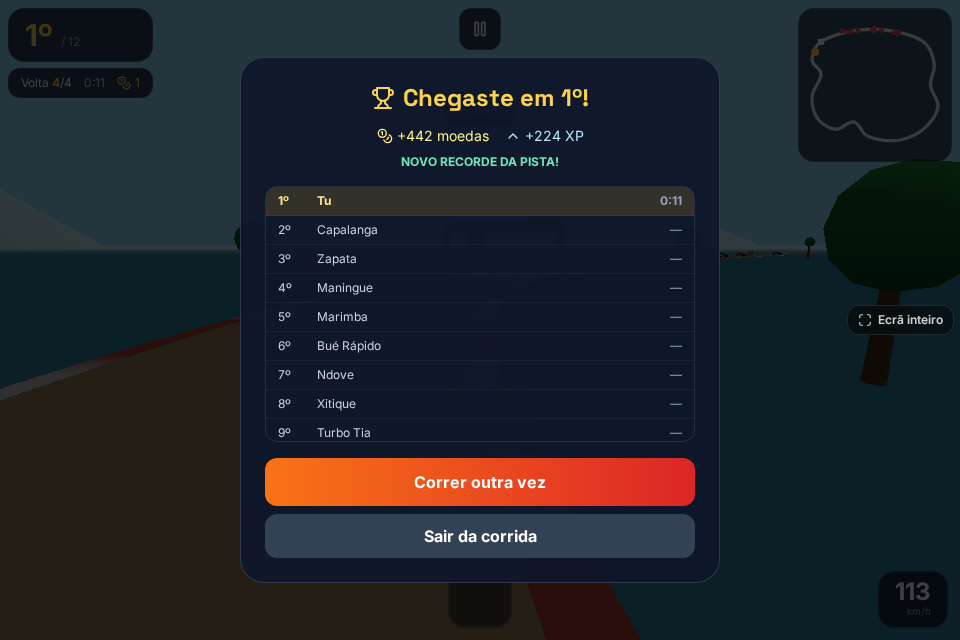 1º / 12
Volta 4/4 0:11 1
Chegaste em 1º!
+442 moedas +224 XP
NOVO RECORDE DA PISTA!
1º Tu 0:11
2º Capalanga —
3º Zapata —
4º Maningue —
5º Marimba —
6º Bué Rápido —
7º Ndove —
8º Xitique —
9º Turbo Tia —
Ecrã inteiro
Correr outra vez
Sair da corrida
113
km/h